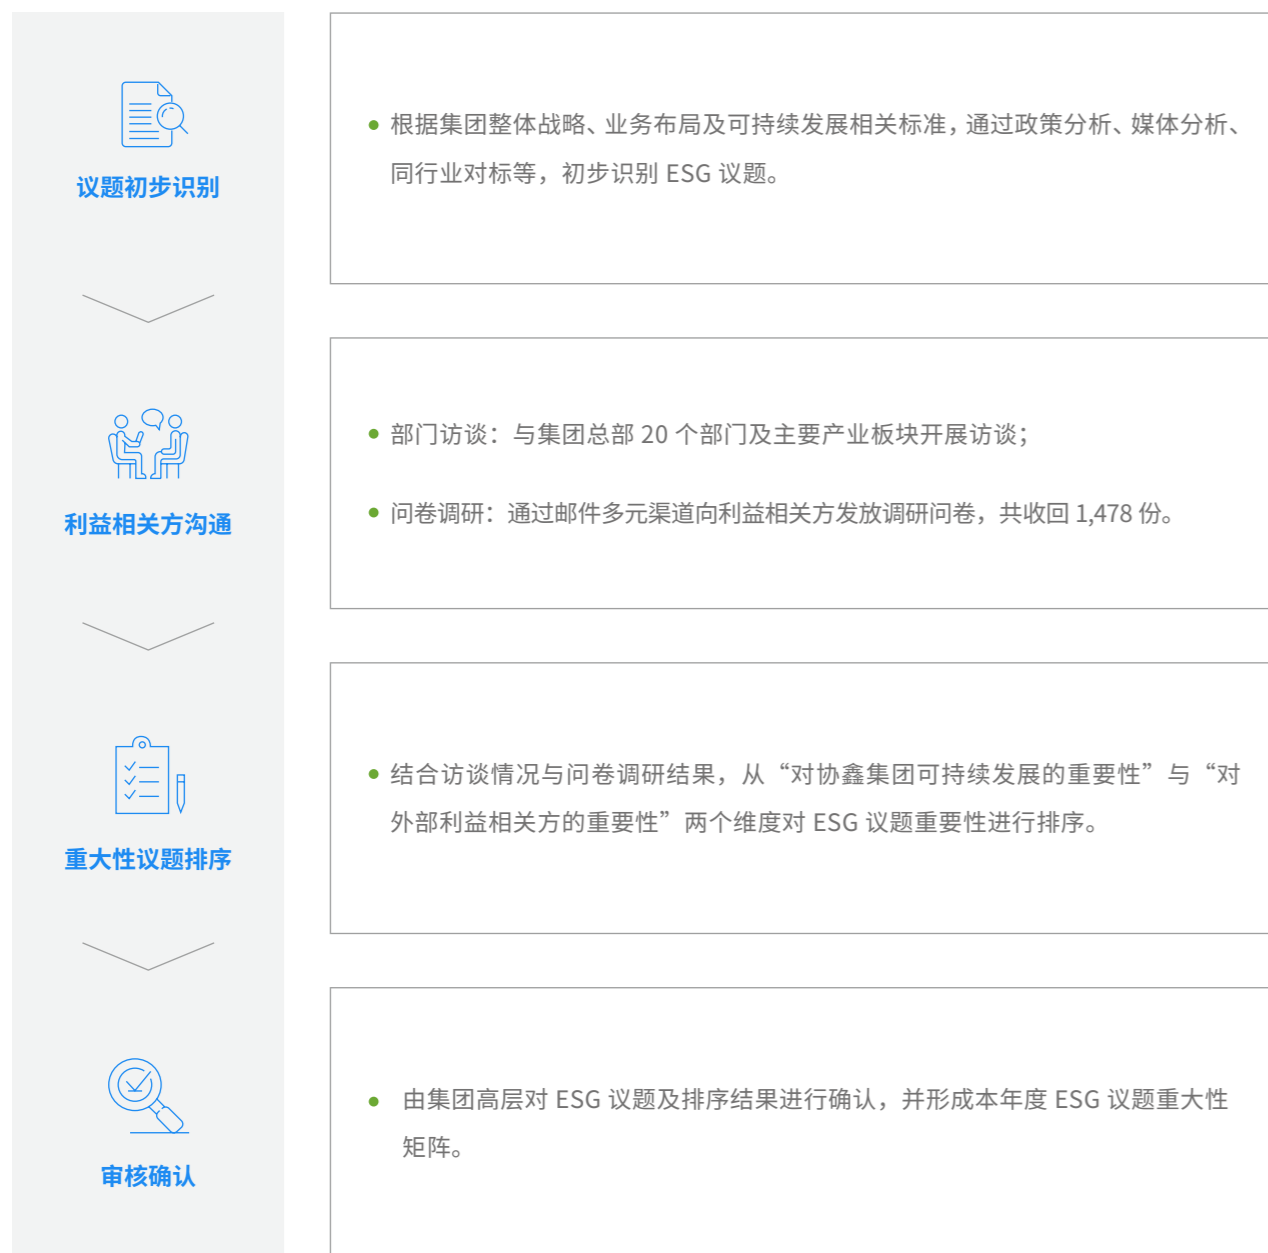 议题初步识别
根据集团整体战略、业务布局及可持续发展相关标准，通过政策分析、媒体分析、
同行业对标等，初步识别 ESG 议题。
利益相关方沟通
部门访谈：与集团总部 20 个部门及主要产业板块开展访谈；
问卷调研：通过邮件多元渠道向利益相关方发放调研问卷，共收回 1,478 份。
重大性议题排序
结合访谈情况与问卷调研结果，从“对协鑫集团可持续发展的重要性”与“对
外部利益相关方的重要性”两个维度对 ESG 议题重要性进行排序。
审核确认
由集团高层对 ESG 议题及排序结果进行确认，并形成本年度 ESG 议题重大性
矩阵。